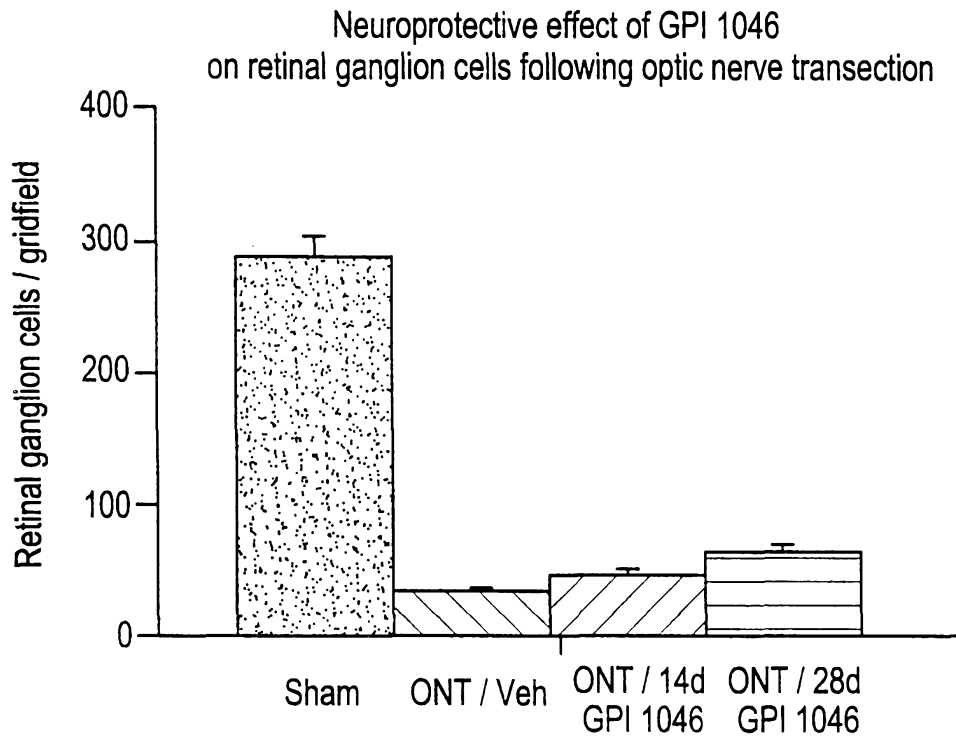 Neuroprotective effect of GPI 1046
on retinal ganglion cells following optic nerve transection
400
300
200
100
0
Retinal ganglion cells / gridfield
Sham
ONT / Veh
ONT / 14d
GPI 1046
ONT / 28d
GPI 1046